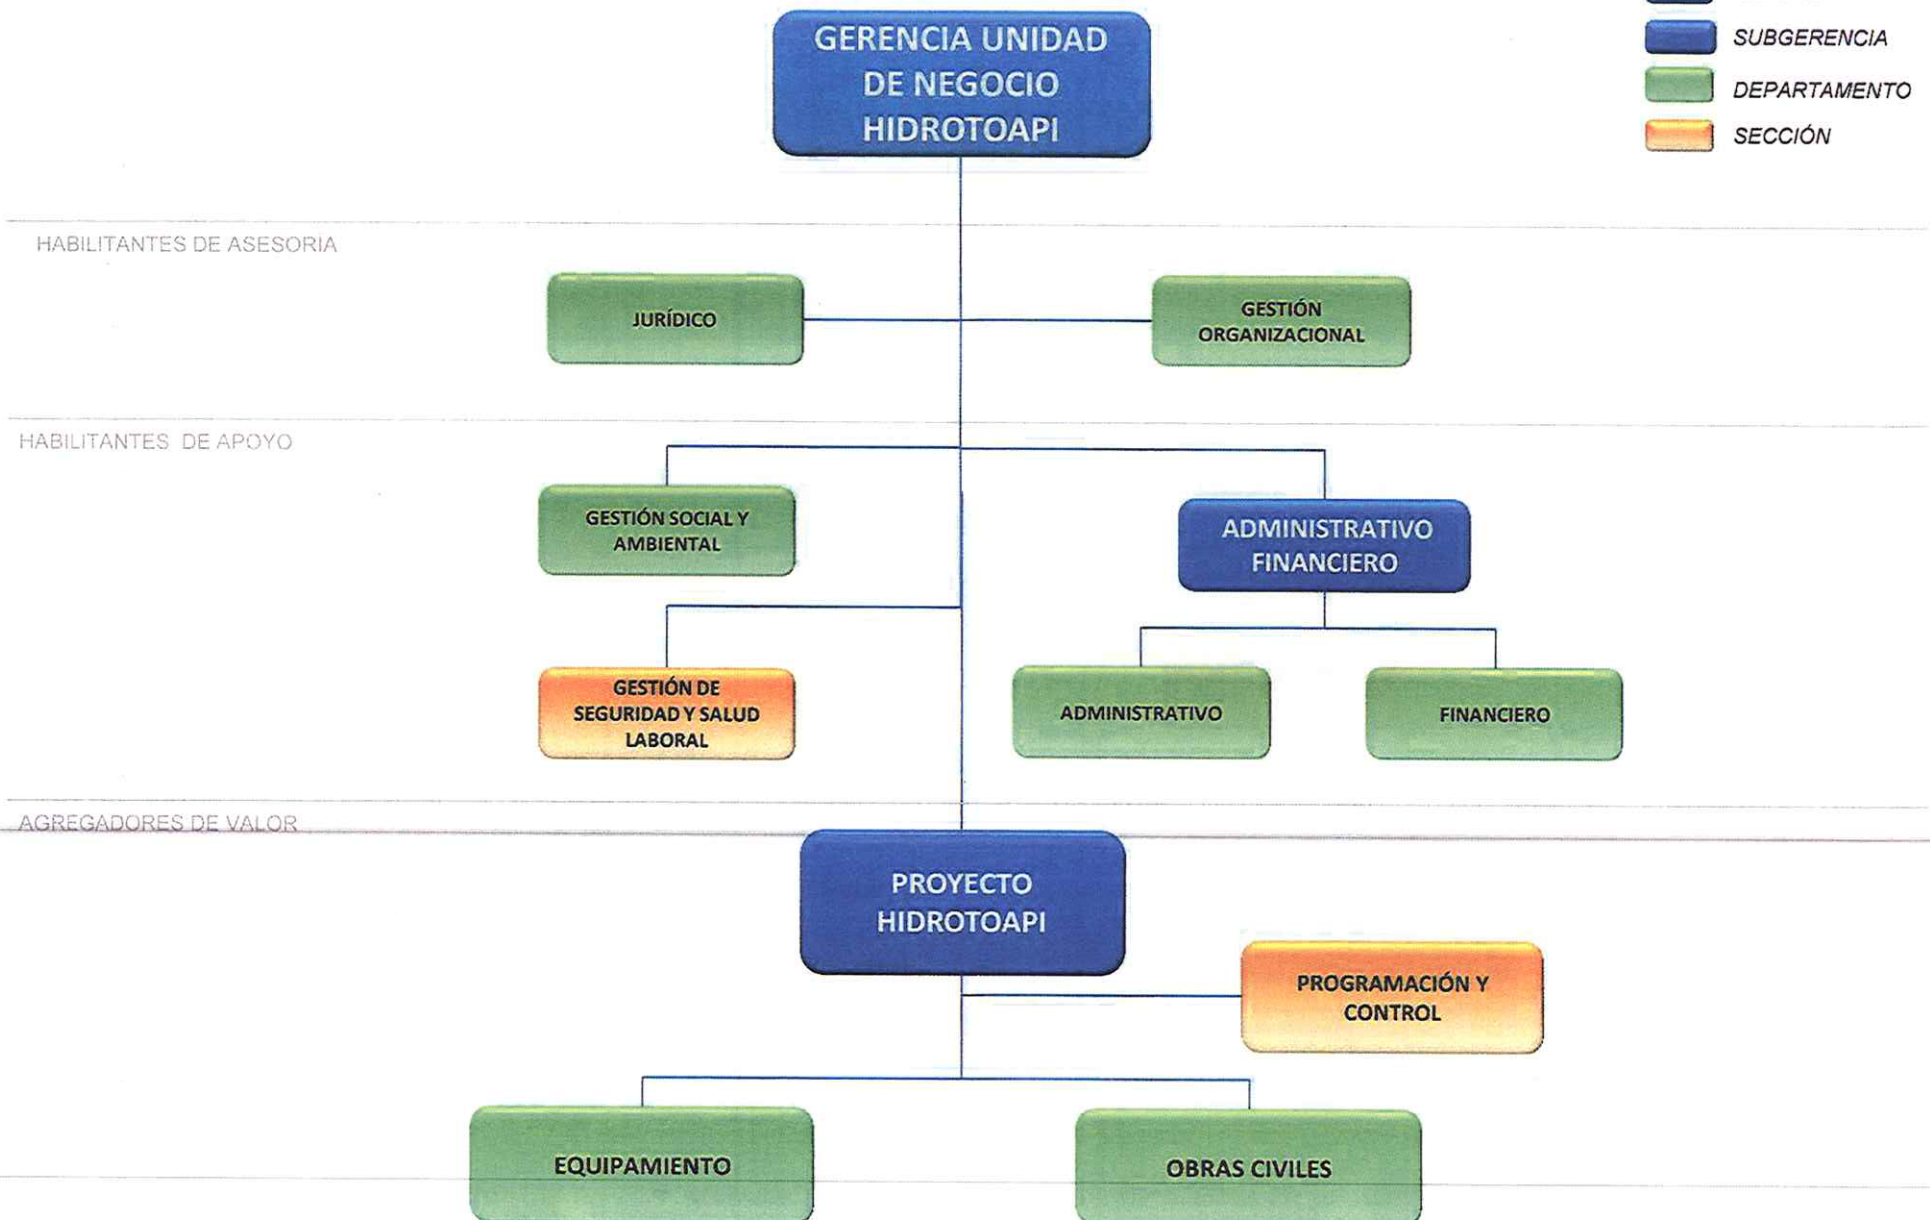 GERENCIA UNIDAD
DE NEGOCIO
HIDROTOAPI
SUBGERENCIA
DEPARTAMENTO
SECCIÓN
HABILITANTES DE ASESORIA
JURÍDICO
GESTIÓN
ORGANIZACIONAL
HABILITANTES DE APOYO
GESTIÓN SOCIAL Y
AMBIENTAL
ADMINISTRATIVO
FINANCIERO
GESTIÓN DE
SEGURIDAD Y SALUD
LABORAL
ADMINISTRATIVO
FINANCIERO
AGREGADORES DE VALOR
PROYECTO
HIDROTOAPI
PROGRAMACIÓN Y
CONTROL
EQUIPAMIENTO
OBRAS CIVILES